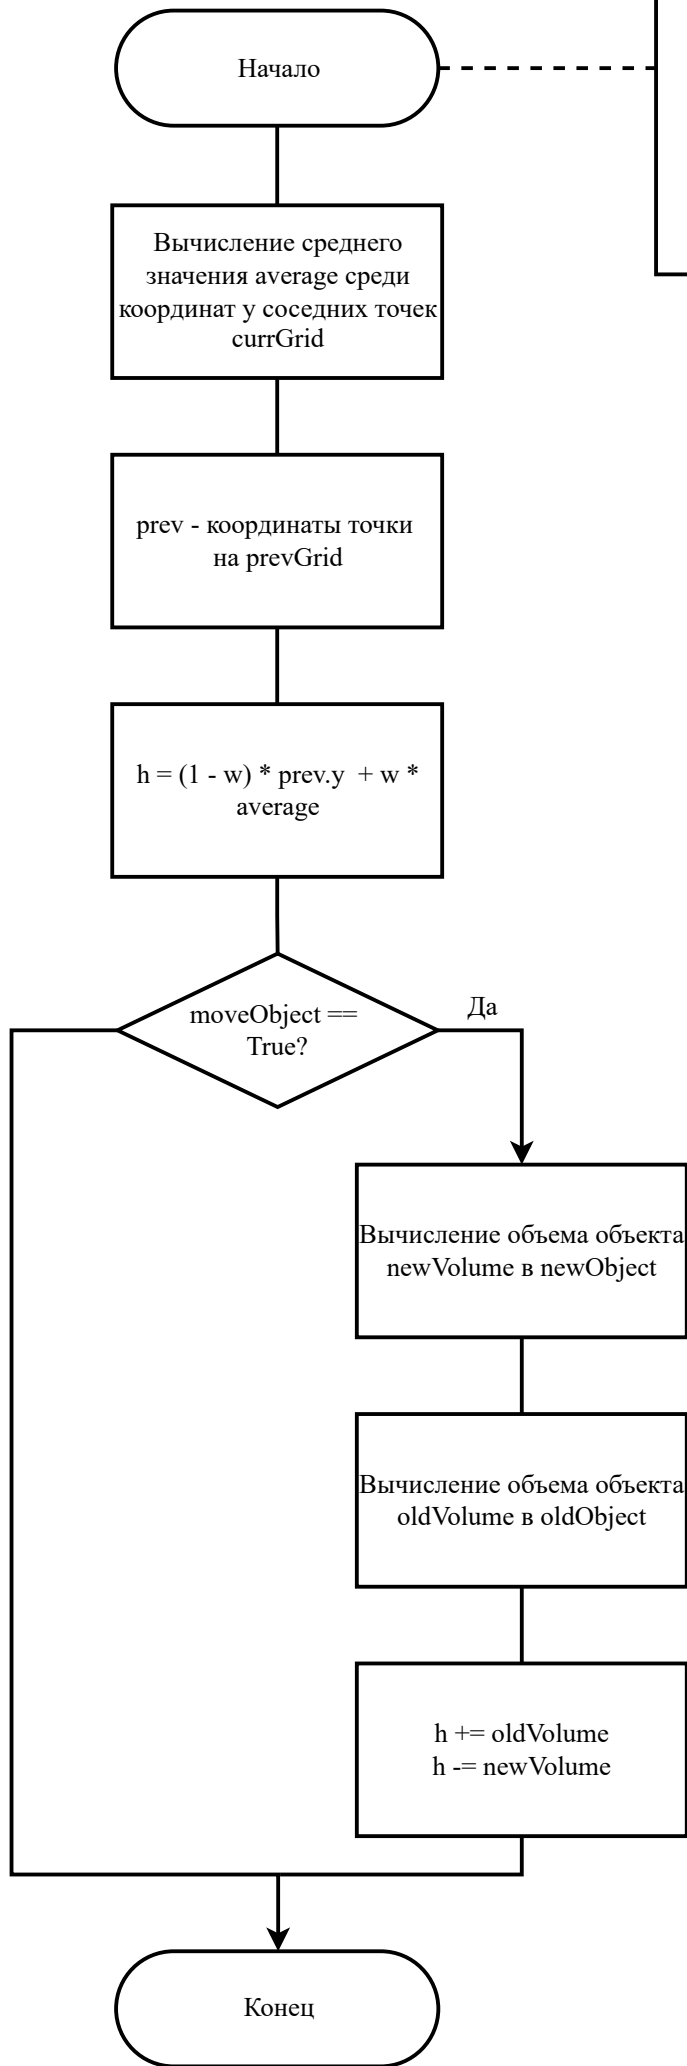 Начало
Вычисление среднего
значения average среди
координат у соседних точек
currGrid
prev - координаты точки
на prevGrid
h = (1 - w) * prev.y + w *
average
moveObject ==
True?
Да
Вычисление объема объекта
newVolume в newObject
Вычисление объема объекта
oldVolume в oldObject
h += oldVolume
h -= newVolume
Конец